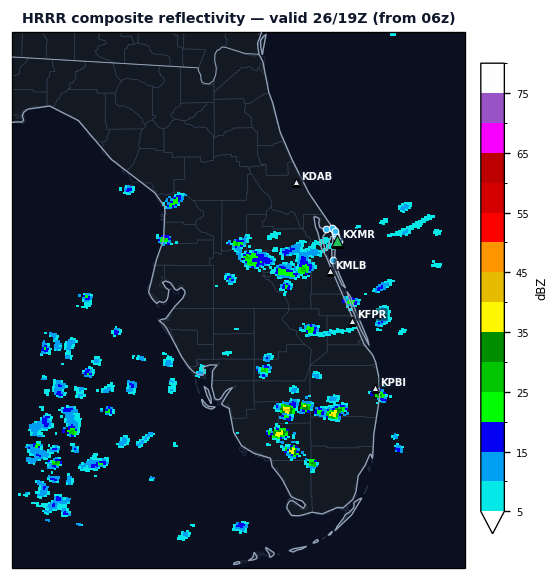 HRRR composite reflectivity — valid 26/19Z (from 06z)
KDAB
KXMR
KMLB
KFPR
KPBI
75
65
55
45
35
25
15
5
dBZ